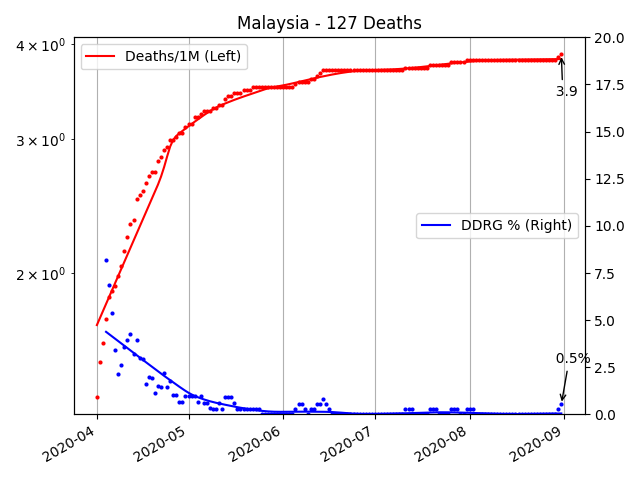 Malaysia - 127 Deaths
Deaths/1M (Left)
DDRG % (Right)
4 × 10⁰
3 × 10⁰
2 × 10⁰
20.0
17.5
15.0
12.5
10.0
7.5
5.0
2.5
0.0
3.9
0.5%
2020-04
2020-05
2020-06
2020-07
2020-08
2020-09